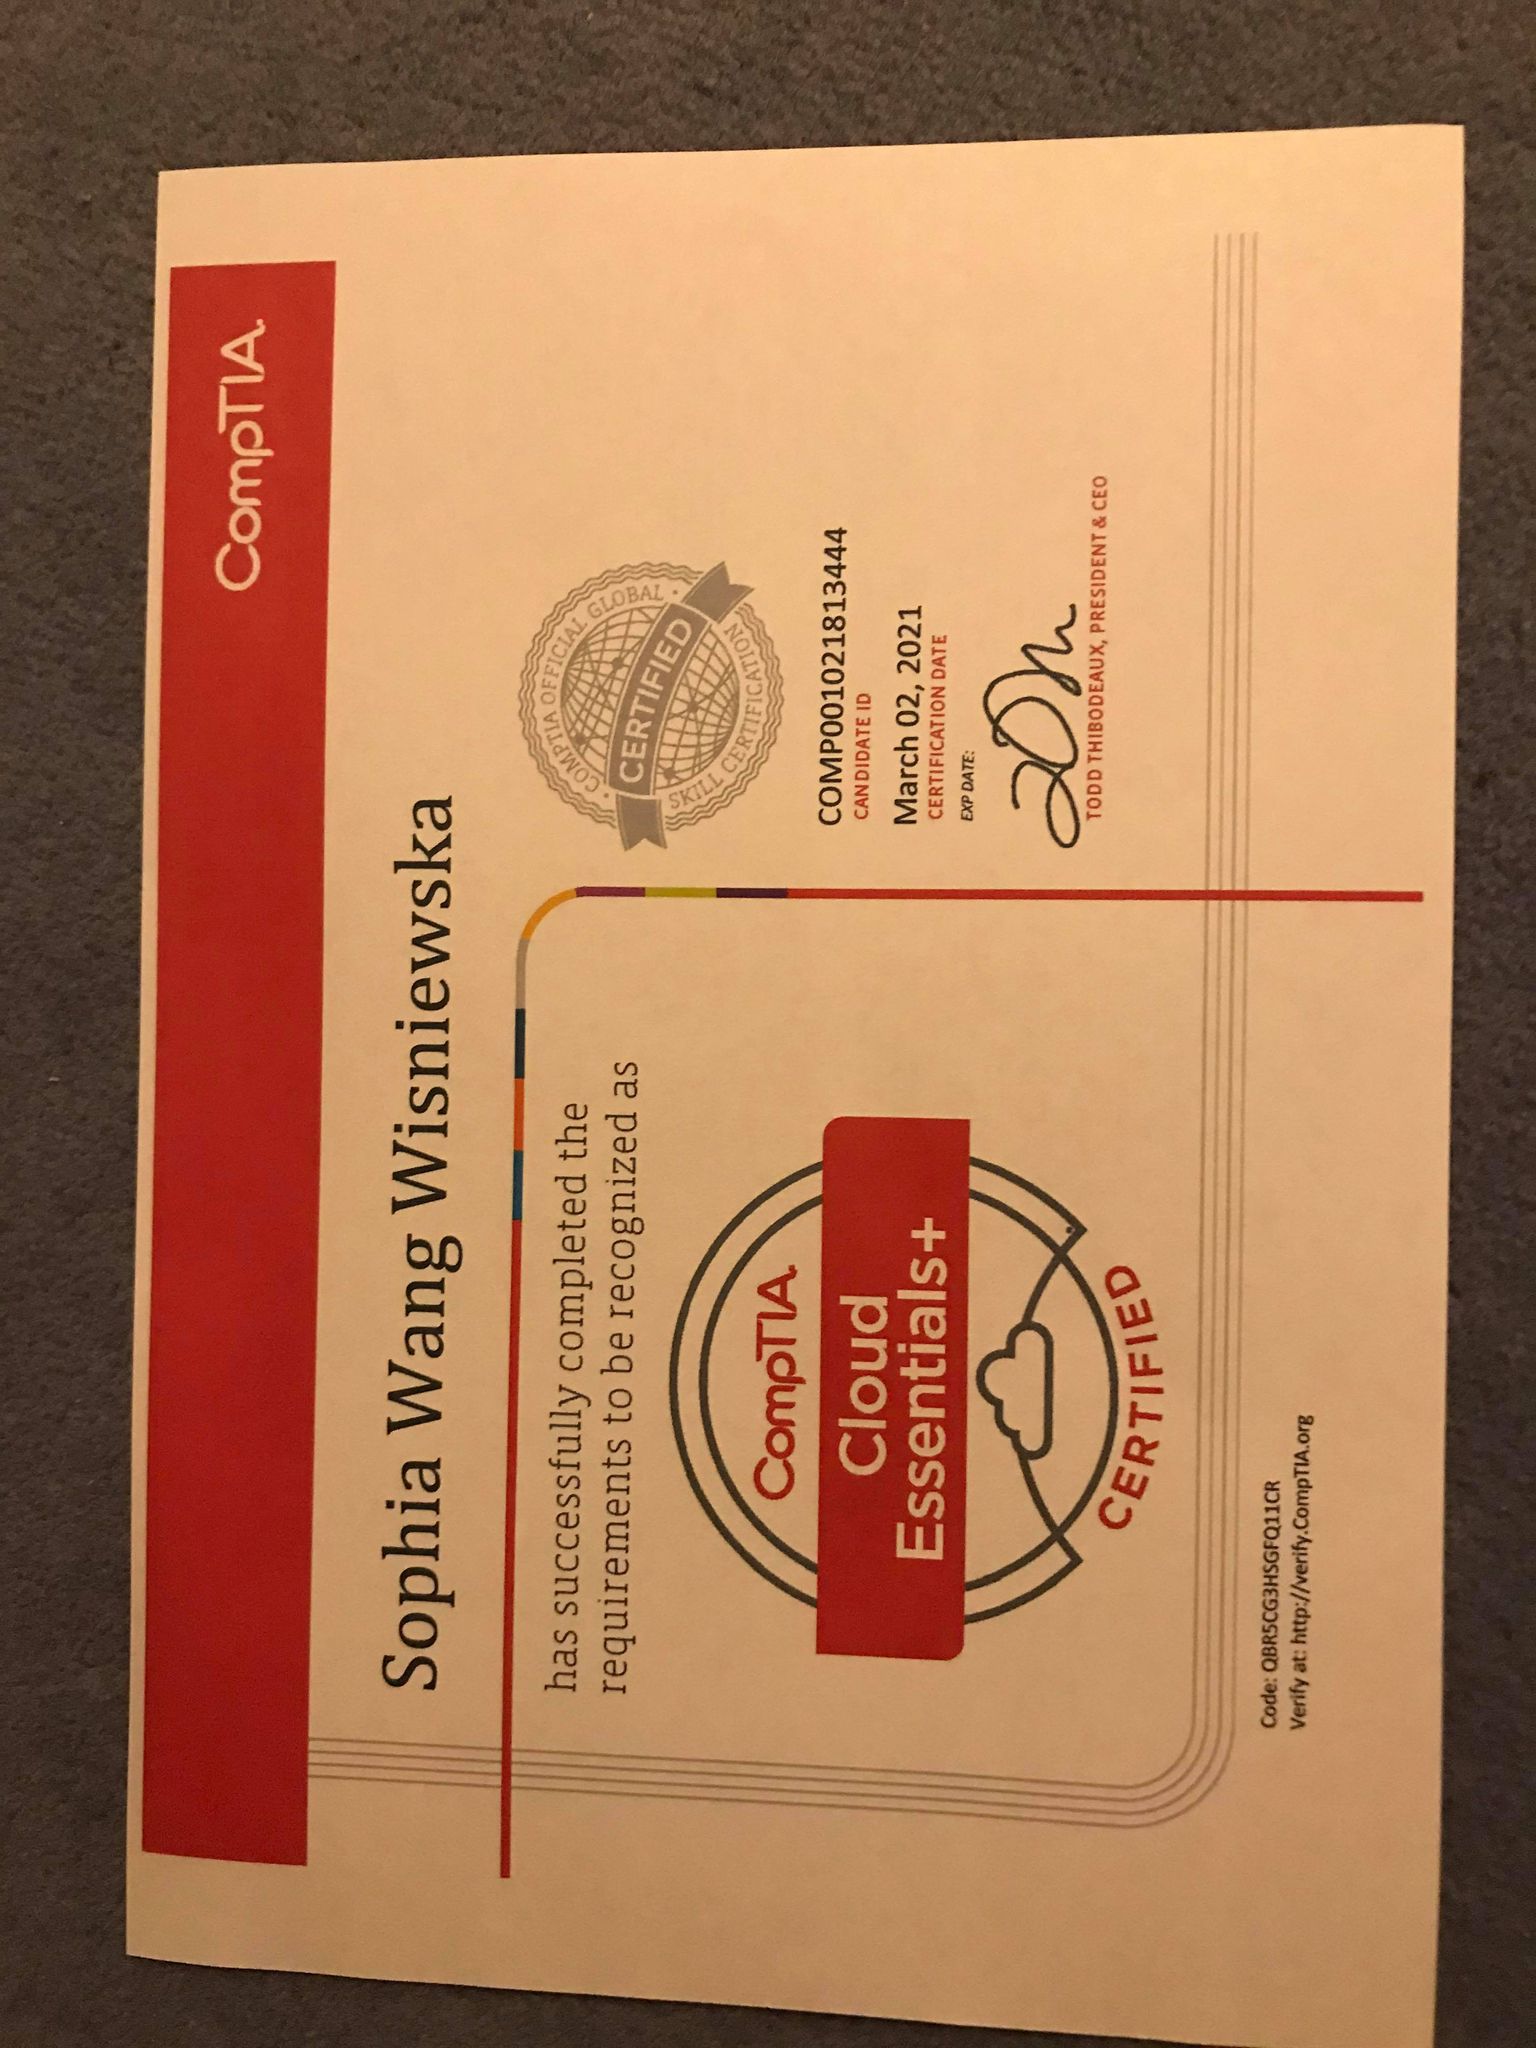 CompTIA.
Sophia Wang Wisniewska
has successfully completed the
requirements to be recognized as
CompTIA.
Cloud
Essentials+
CERTIFIED
COMPTIA OFFICIAL GLOBAL
CERTIFIED
SKILL CERTIFICATION
COMP001021813444
CANDIDATE ID
March 02, 2021
CERTIFICATION DATE
EXP DATE:
TODD THIBODEAUX, PRESIDENT & CEO
Code: QBR5CG3HSGFQ11CR
Verify at: http://verify.CompTIA.org